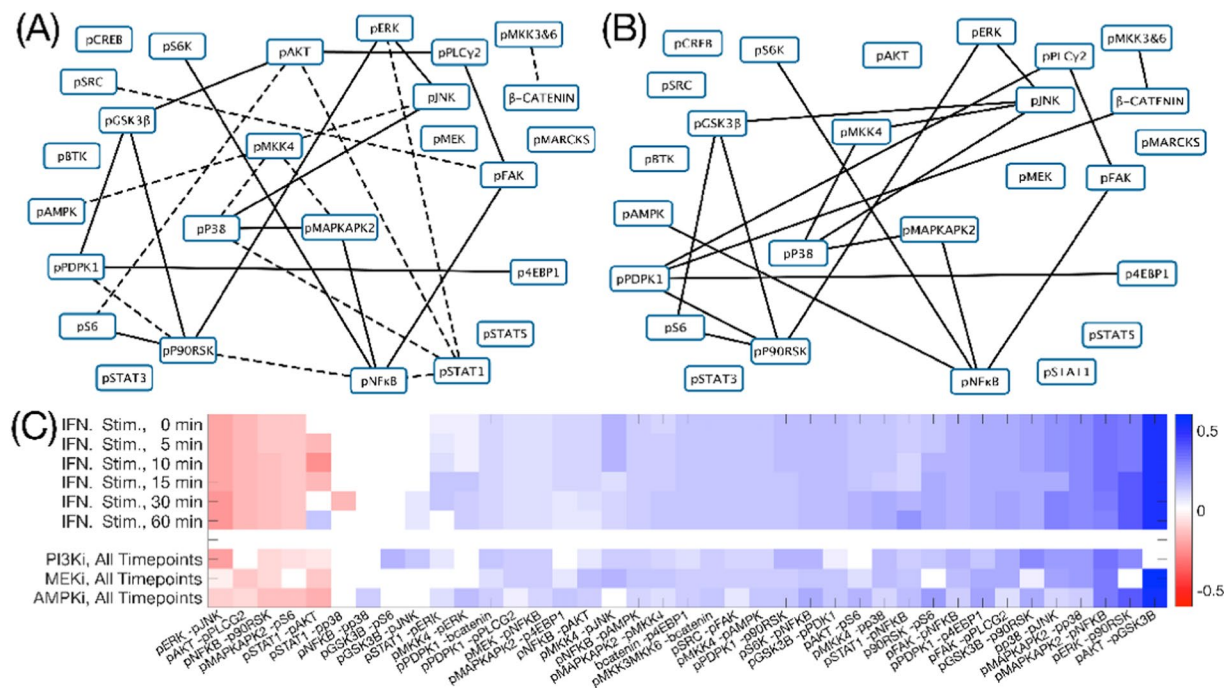 (A)
pERK
pCREB
pS6K
pAKT
pPLCγ2
pMKK3&6
pSRC
pJNK
β-CATENIN
pGSK3β
pMKK4
pMEK
pMARCKS
pBTK
pFAK
pAMPK
pP38
pMAPKAPK2
pPDPK1
p4EBP1
pS6
pSTAT5
pP90RSK
pSTAT3
pNFκB
pSTAT1
(B)
pERK
pCREB
pS6K
pAKT
pPLCγ2
pMKK3&6
pSRC
pJNK
β-CATENIN
pGSK3β
pMKK4
pMARCKS
pBTK
pMEK
pFAK
pAMPK
pMAPKAPK2
pP38
pPDPK1
p4EBP1
pS6
pSTAT5
pP90RSK
pSTAT3
pNFκB
pSTAT1
(C)
IFN. Stim., 0 min
IFN. Stim., 5 min
IFN. Stim., 10 min
IFN. Stim., 15 min
IFN. Stim., 30 min
IFN. Stim., 60 min
PI3Ki, All Timepoints
MEKi, All Timepoints
AMPKi, All Timepoints
0.5
0
-0.5
pERK -pJNK
pAKT -pPLCG2
pNFKB -p90RSK
pMAPKAPK2 -pS6
pSTAT1 -pAKT
pSTAT1 -pp38
pNFKB -pp38
pGSK3B -pS6
pGSK3B -pJNK
pSTAT1 -pERK
pMKK4 -pERK
pPDPK1 -bcatenin
pPDPK1 -pPLCG2
pMEK -pNFKB
pMAPKAPK2 -p4EBP1
pNFKB -pAKT
pMKK4 -pJNK
pNFKB -pAMPK
pMAPKAPK2 -pMKK4
bcatenin -p4EBP1
pMKK3MKK6 -bcatenin
pSRC -pFAK
pMKK4 -pAMPK
pPDPK1 -p90RSK
pS6K -pNFKB
pGSK3B -pPDPK1
pAKT -pS6
pMKK4 -pp38
pSTAT1 -pNFKB
p90RSK -pS6
pFAK -pNFKB
pPDPK1 -p4EBP1
pFAK -pPLCG2
pGSK3B -p90RSK
pp38 -pJNK
pMAPKAPK2 -pp38
pMAPKAPK2 -pNFKB
pERK -p90RSK
pAKT -pGSK3B